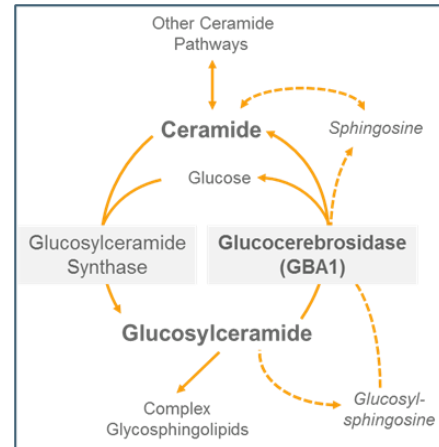 Other Ceramide
Pathways
Ceramide
Sphingosine
Glucose
Glucosylceramide
Synthase
Glucocerebrosidase
(GBA1)
Glucosylceramide
Complex
Glycosphingolipids
Glucosyl-
sphingosine